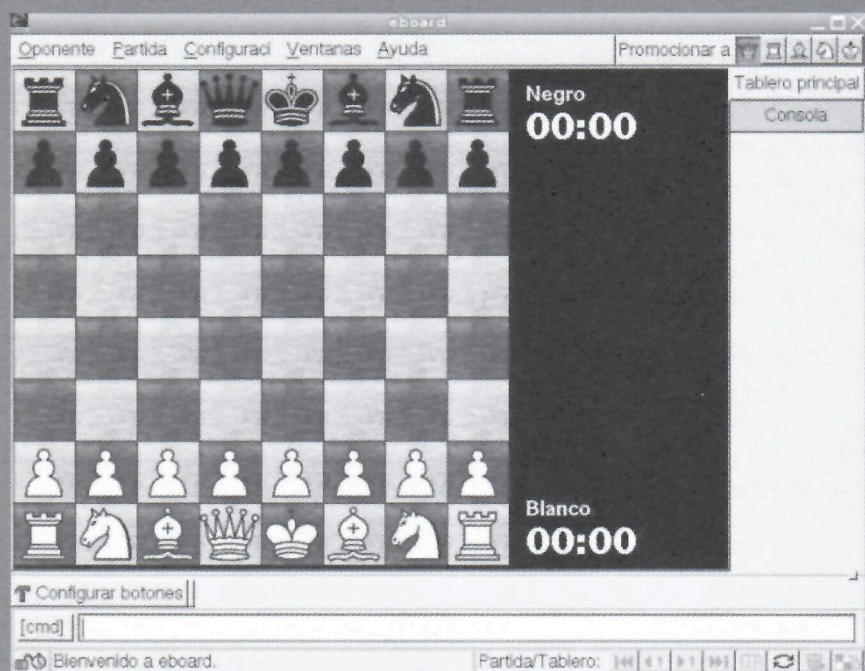 eboard
Oponente Partida Configuraci Ventanas Ayuda Promocionar a
Tablero principal
Consola
Negro
00:00
Blanco
00:00
Configurar botones
[cmd]
Bienvenido a eboard. Partida/Tablero: